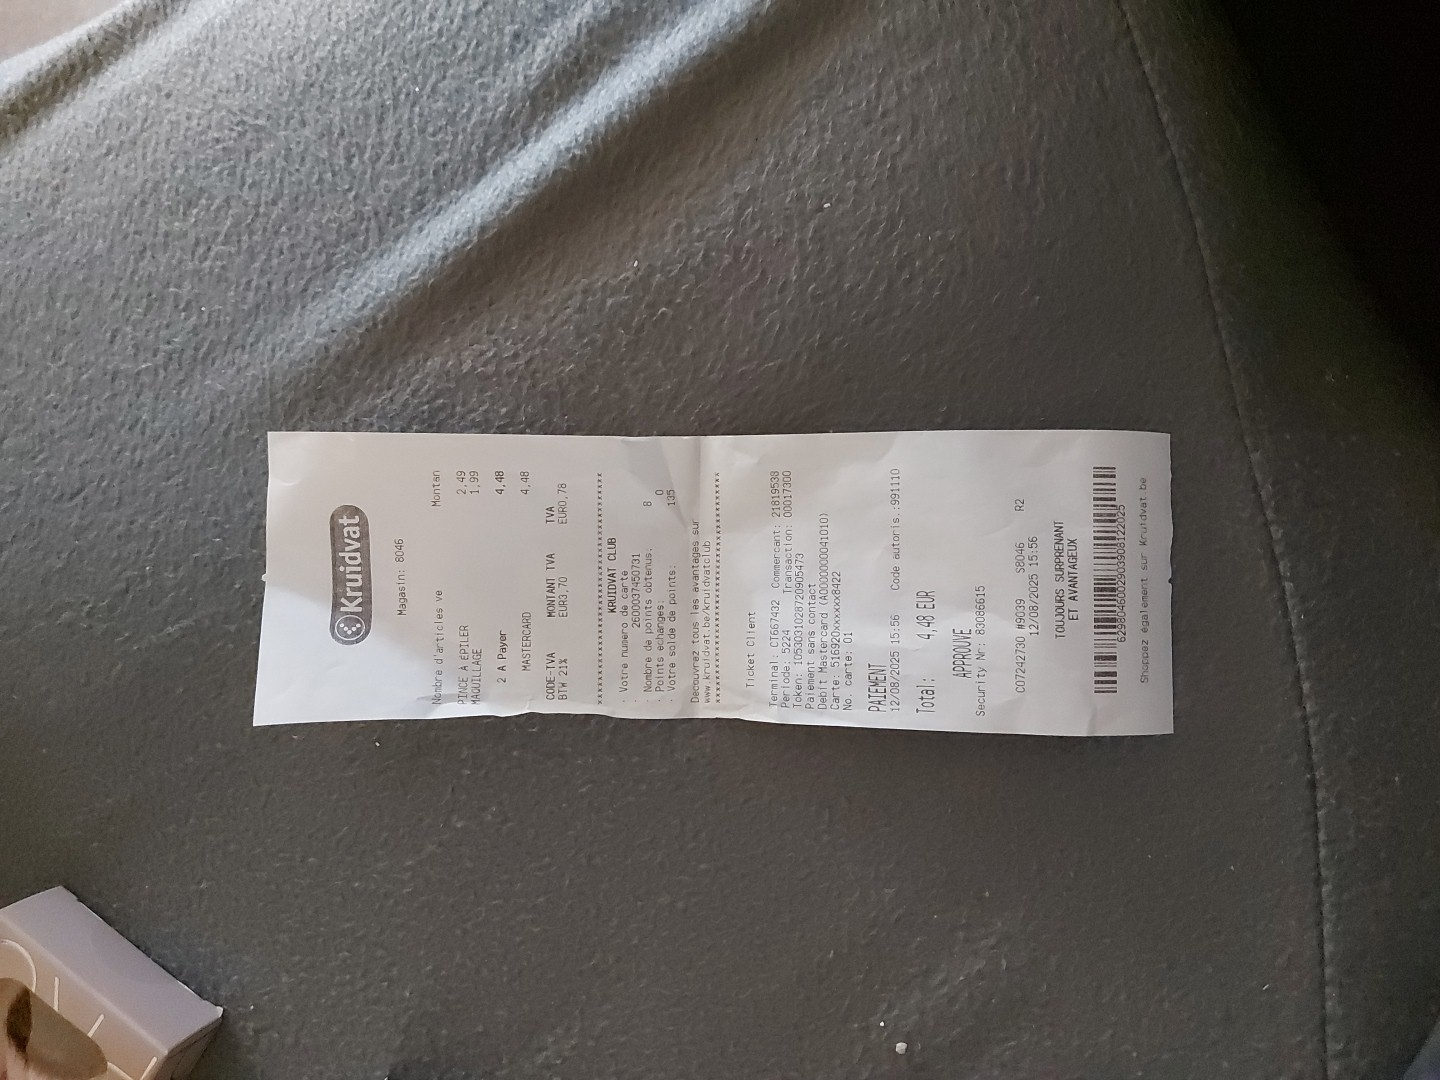 Kruidvat
Magasin: 8046
Nombre d'articles ve Montan
PINCE A EPILER 2,49
MAQUILLAGE 1,99
2 A Payer 4,48
MASTERCARD 4,48
CODE-TVA MONTANT TVA TVA
BTW 21% EUR3,70 EUR0,78
KRUIDVAT CLUB
- Votre numero de carte
- 2600037450731
- Nombre de points obtenus: 8
Points echanges: 0
- Votre solde de points: 135
Decouvrez tous les avantages sur
www.kruidvat.be/kruidvatclub
Ticket Client
Terminal: CT667432 Commercant: 21819538
Periode: 5224 Transaction: 00017300
Token: 1053031028720905473
Paiement sans contact
Debit Mastercard (A0000000041010)
Carte: 516920xxxxxx8422
No. carte: 01
PAIEMENT
12/08/2025 15:56 Code autoris.:991110
Total: 4,48 EUR
APPROUVE
Security Nr: 83086615
C07242730 #9039 S8046 R2
12/08/2025 15:56
TOUJOURS SURPRENANT
ET AVANTAGEUX
6298046002903908122025
Shoppez également sur Kruidvat be